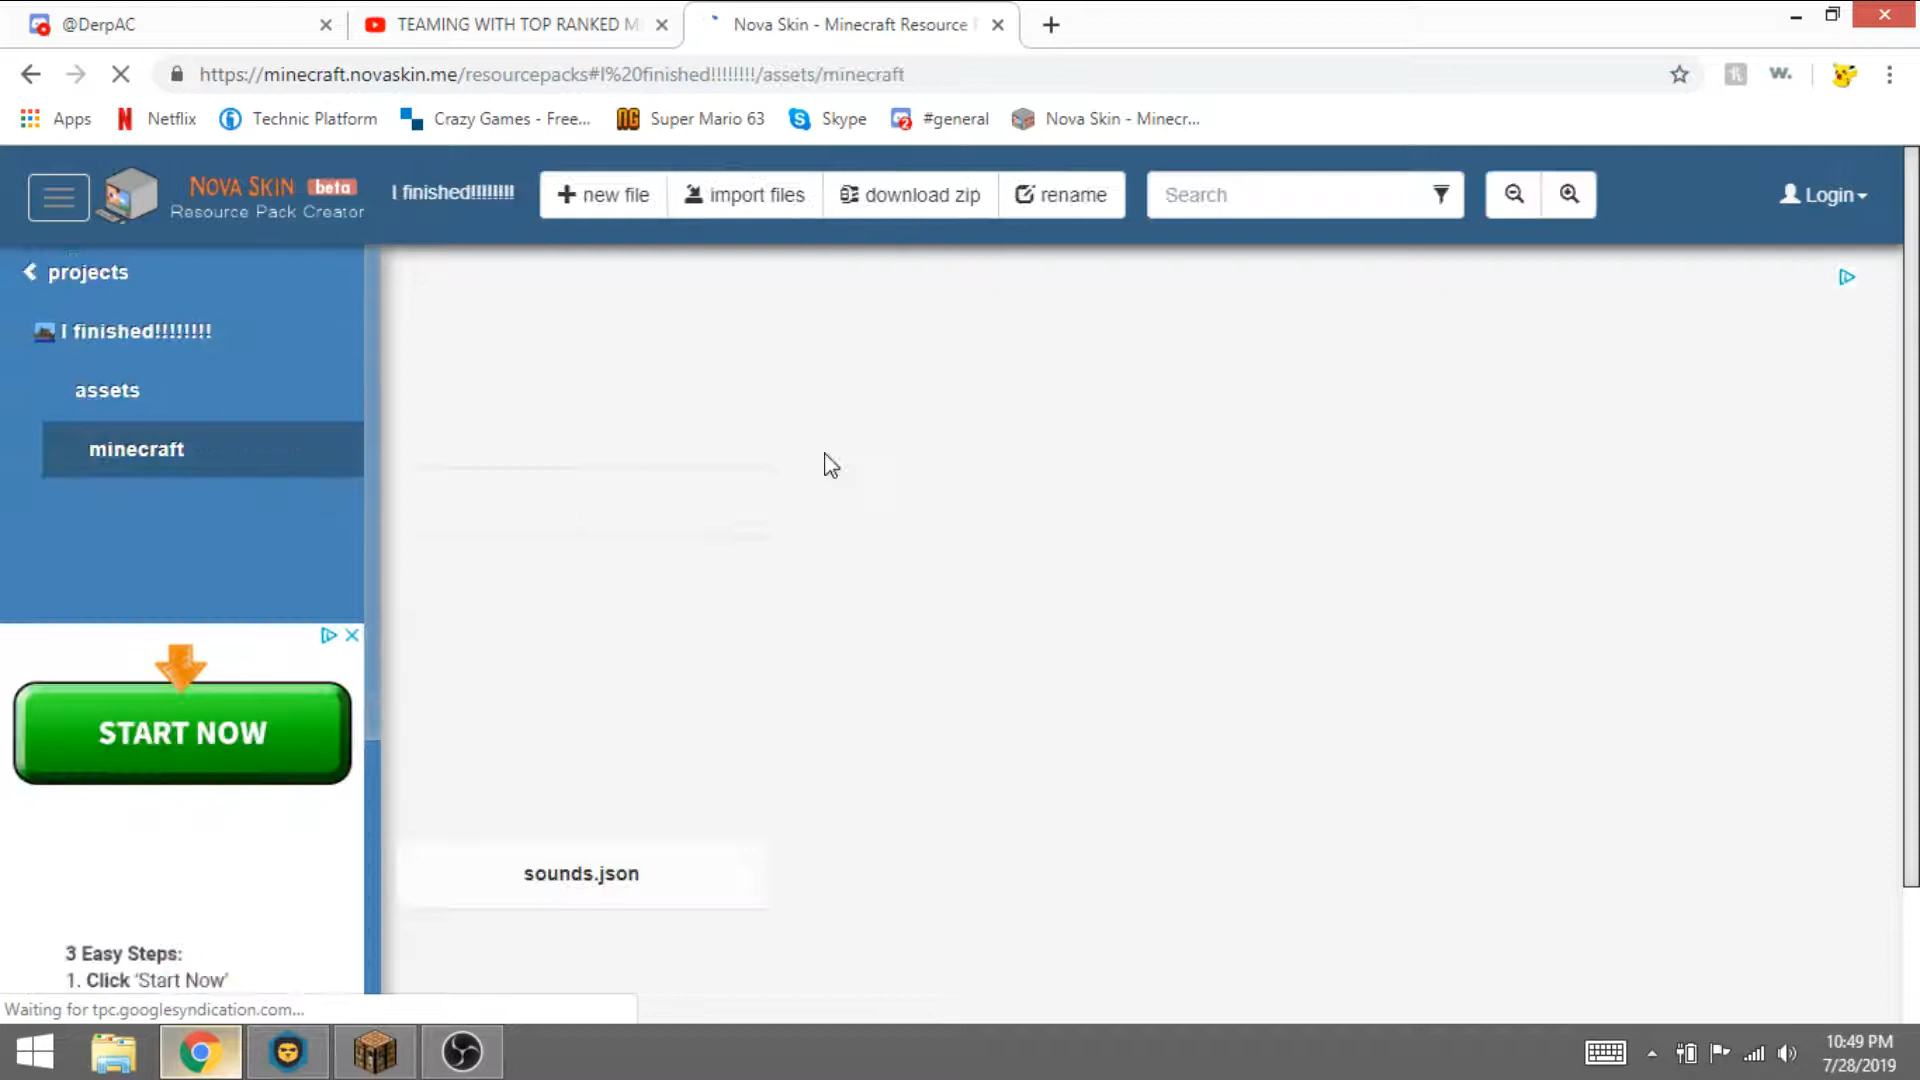 @DerpAC
TEAMING WITH TOP RANKED M
Nova Skin - Minecraft Resource
https://minecraft.novaskin.me/resourcepacks#I%20finished!!!!!!!!/assets/minecraft
w.
Apps
Netflix
Technic Platform
Crazy Games - Free...
Super Mario 63
Skype
#general
Nova Skin - Minecr...
NOVA SKIN beta
Resource Pack Creator
I finished!!!!!!!!
new file
import files
download zip
rename
Search
Login
projects
I finished!!!!!!!!
assets
minecraft
START NOW
sounds.json
3 Easy Steps:
1. Click 'Start Now'
Waiting for tpc.googlesyndication.com...
10:49 PM
7/28/2019